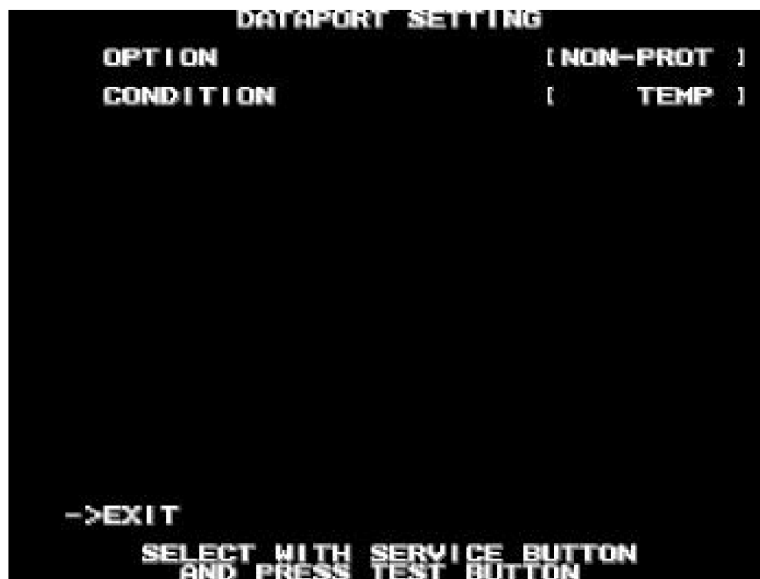 DATAPORT SETTING
OPTION [NON-PROT ]
CONDITION [ TEMP ]
->EXIT
SELECT WITH SERVICE BUTTON
AND PRESS TEST BUTTON